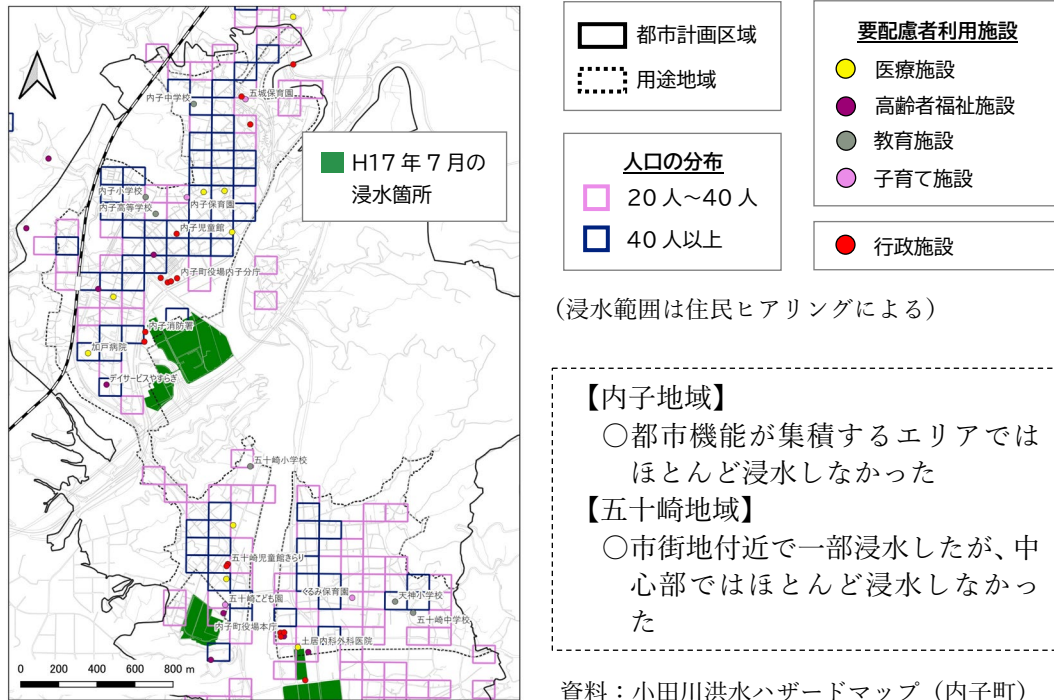 内子中学校
五城保育園
H17年7月の
浸水箇所
内子小学校
内子高等学校
内子保育園
内子児童館
内子町役場内子分庁
内子消防署
加戸病院
デイサービスやすらぎ
五十崎小学校
五十崎児童館きらり
五十崎こども園
くるみ保育園
天神小学校
五十崎中学校
内子町役場本庁
土居内科外科医院
0 200 400 600 800 m
都市計画区域
用途地域
人口の分布
20人～40人
40人以上
要配慮者利用施設
医療施設
高齢者福祉施設
教育施設
子育て施設
行政施設
(浸水範囲は住民ヒアリングによる)
【内子地域】
○都市機能が集積するエリアでは
ほとんど浸水しなかった
【五十崎地域】
○市街地付近で一部浸水したが、中
心部ではほとんど浸水しなかっ
た
資料：小田川洪水ハザードマップ（内子町）